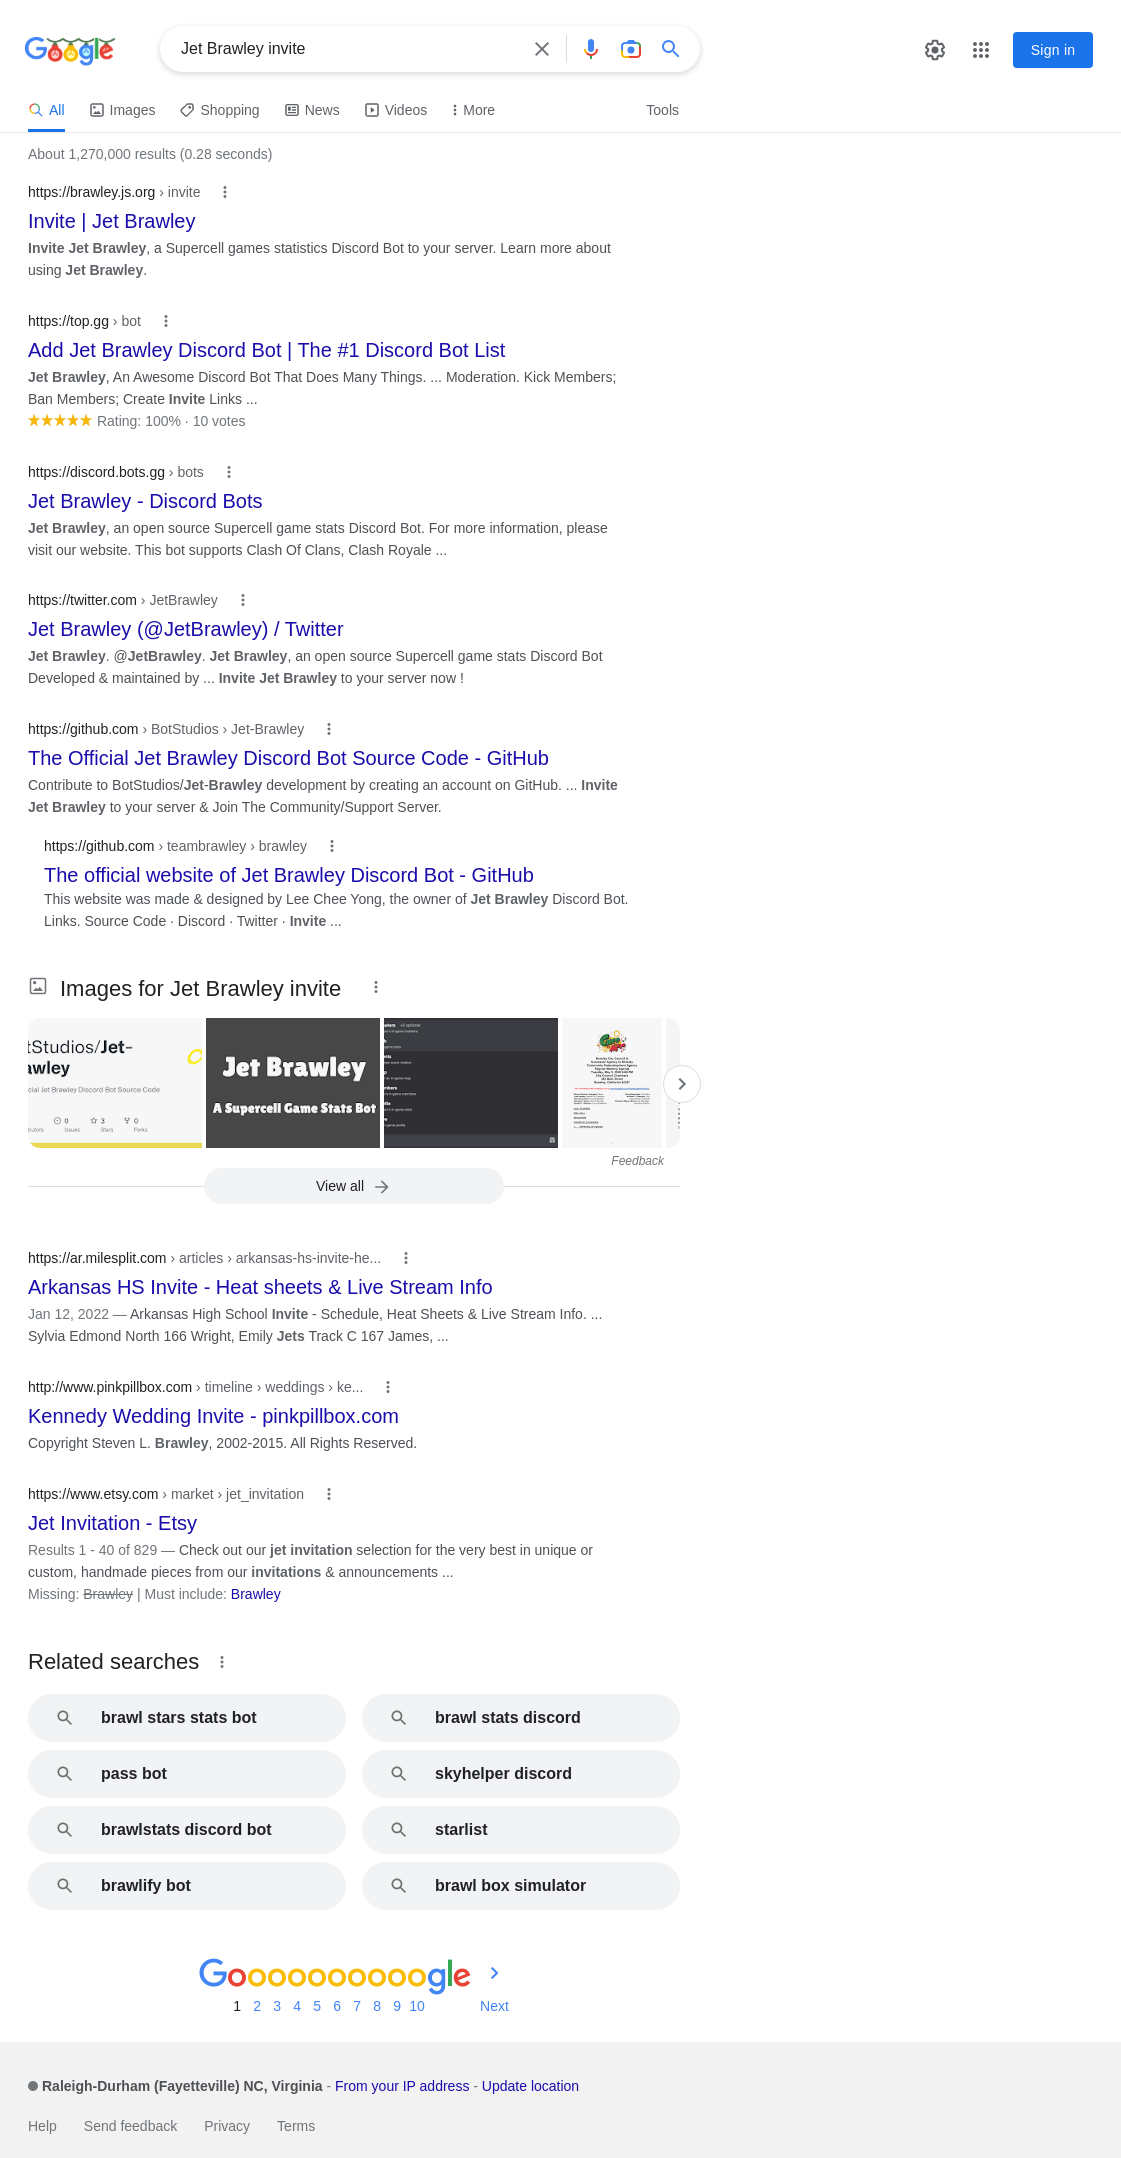 Google
Jet Brawley invite
Sign in
All
Images
Shopping
News
Videos
More
Tools
About 1,270,000 results (0.28 seconds)
https://brawley.js.org › invite
Invite | Jet Brawley
Invite Jet Brawley, a Supercell games statistics Discord Bot to your server. Learn more about
using Jet Brawley.
https://top.gg › bot
Add Jet Brawley Discord Bot | The #1 Discord Bot List
Jet Brawley, An Awesome Discord Bot That Does Many Things. ... Moderation. Kick Members;
Ban Members; Create Invite Links ...
Rating: 100% · 10 votes
https://discord.bots.gg › bots
Jet Brawley - Discord Bots
Jet Brawley, an open source Supercell game stats Discord Bot. For more information, please
visit our website. This bot supports Clash Of Clans, Clash Royale ...
https://twitter.com › JetBrawley
Jet Brawley (@JetBrawley) / Twitter
Jet Brawley. @JetBrawley. Jet Brawley, an open source Supercell game stats Discord Bot
Developed & maintained by ... Invite Jet Brawley to your server now !
https://github.com › BotStudios › Jet-Brawley
The Official Jet Brawley Discord Bot Source Code - GitHub
Contribute to BotStudios/Jet-Brawley development by creating an account on GitHub. ... Invite
Jet Brawley to your server & Join The Community/Support Server.
https://github.com › teambrawley › brawley
The official website of Jet Brawley Discord Bot - GitHub
This website was made & designed by Lee Chee Yong, the owner of Jet Brawley Discord Bot.
Links. Source Code · Discord · Twitter · Invite ...
Images for Jet Brawley invite
tStudios/Jet-
awley
cial Jet Brawley Discord Bot Source Code
0 3 0
Issues Stars Forks
Jet Brawley
A Supercell Game Stats Bot
Feedback
View all
https://ar.milesplit.com › articles › arkansas-hs-invite-he...
Arkansas HS Invite - Heat sheets & Live Stream Info
Jan 12, 2022 — Arkansas High School Invite - Schedule, Heat Sheets & Live Stream Info. ...
Sylvia Edmond North 166 Wright, Emily Jets Track C 167 James, ...
http://www.pinkpillbox.com › timeline › weddings › ke...
Kennedy Wedding Invite - pinkpillbox.com
Copyright Steven L. Brawley, 2002-2015. All Rights Reserved.
https://www.etsy.com › market › jet_invitation
Jet Invitation - Etsy
Results 1 - 40 of 829 — Check out our jet invitation selection for the very best in unique or
custom, handmade pieces from our invitations & announcements ...
Missing: Brawley | Must include: Brawley
Related searches
brawl stars stats bot
brawl stats discord
pass bot
skyhelper discord
brawlstats discord bot
starlist
brawlify bot
brawl box simulator
Goooooooooogle
1 2 3 4 5 6 7 8 9 10 Next
Raleigh-Durham (Fayetteville) NC, Virginia - From your IP address - Update location
Help Send feedback Privacy Terms